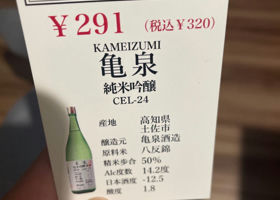 ¥291 (税込¥320)
KAMEIZUMI
亀泉
純米吟醸
CEL-24
産地 高知県
土佐市
醸造元 亀泉酒造
原料米 八反錦
精米歩合 50%
Alc度数 14.2度
日本酒度 -12.5
酸度 1.8